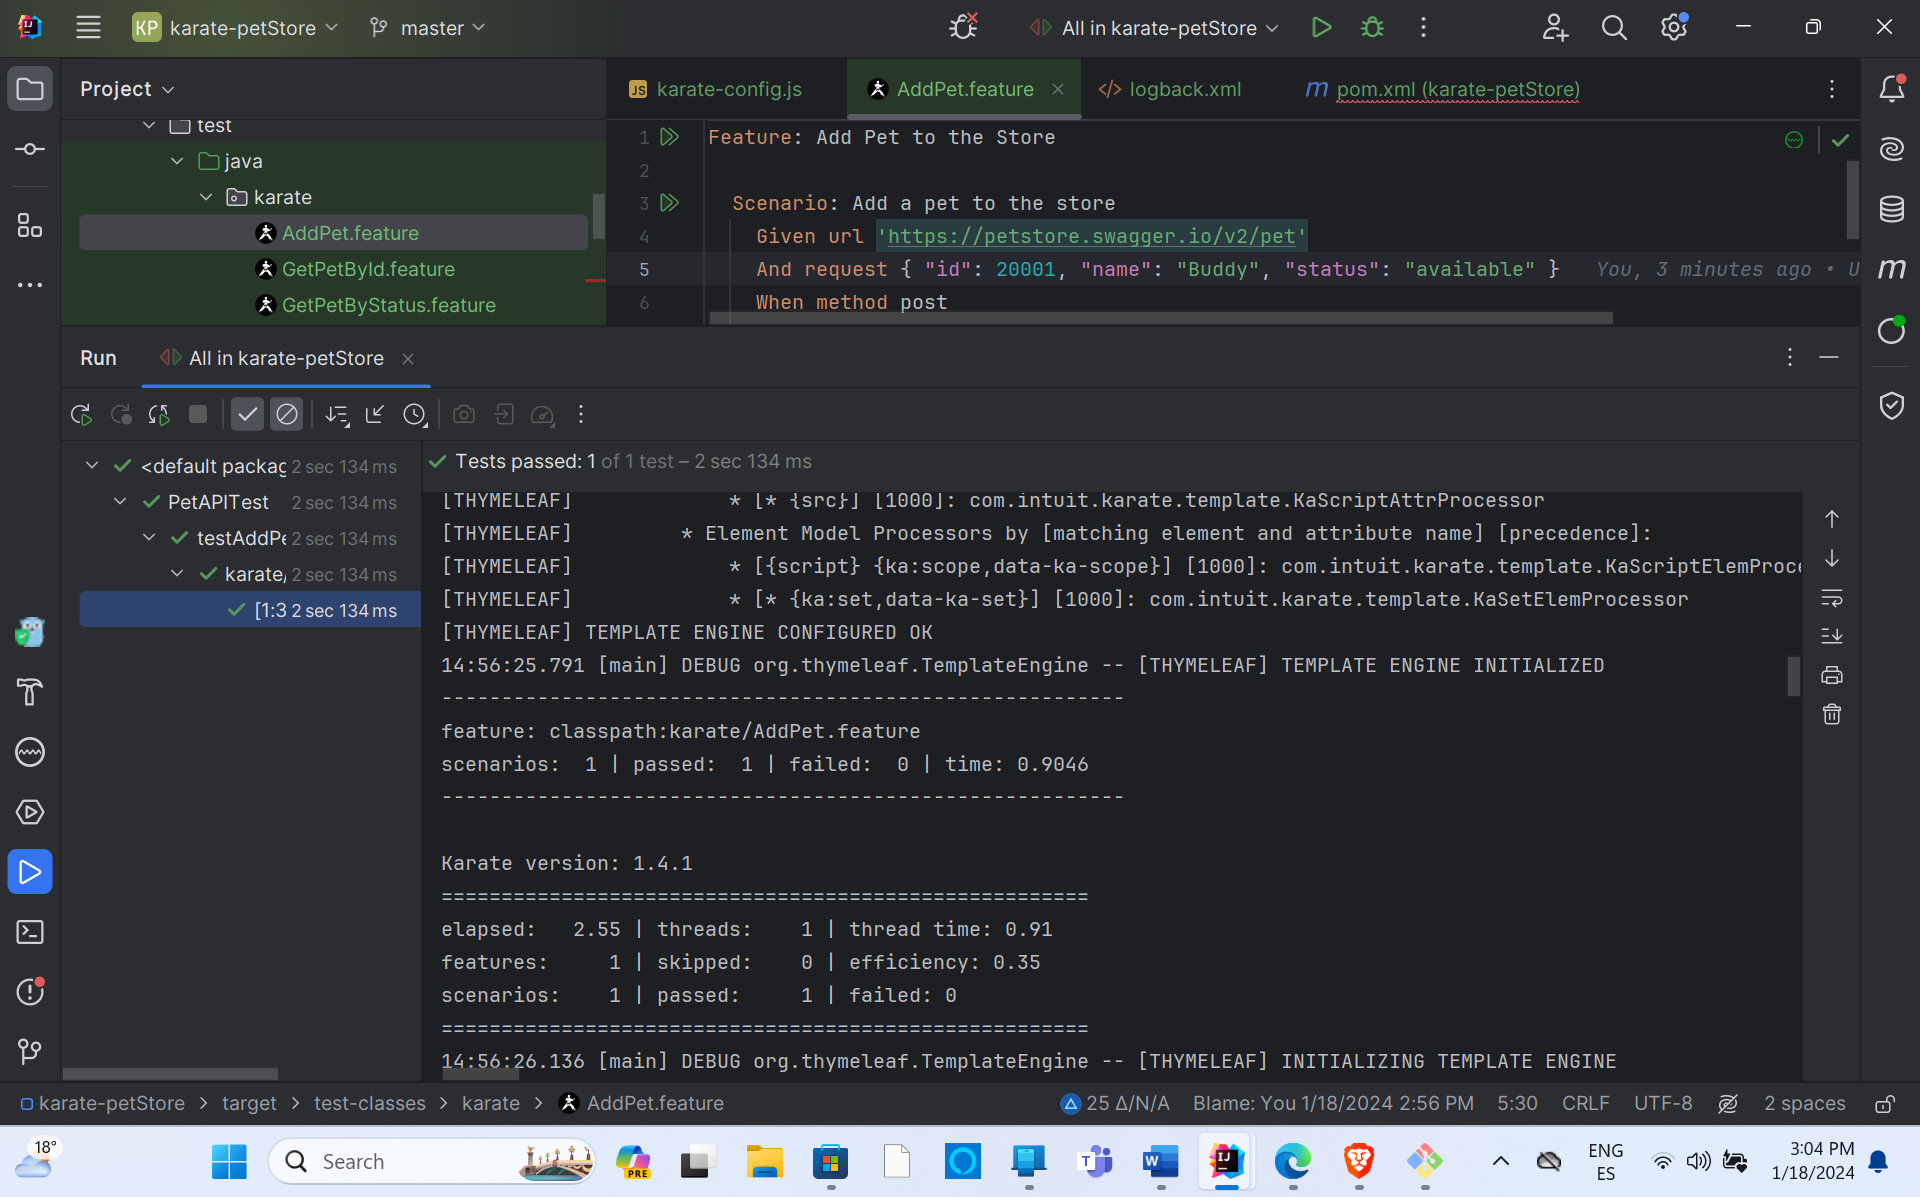 KP karate-petStore
master
All in karate-petStore
Project
JS karate-config.js
AddPet.feature
logback.xml
m pom.xml (karate-petStore)
test
java
karate
AddPet.feature
GetPetById.feature
GetPetByStatus.feature
1 Feature: Add Pet to the Store
2
3 Scenario: Add a pet to the store
4 Given url 'https://petstore.swagger.io/v2/pet'
5 And request { "id": 20001, "name": "Buddy", "status": "available" } You, 3 minutes ago • U
6 When method post
Run All in karate-petStore
<default packag 2 sec 134 ms
PetAPITest 2 sec 134 ms
testAddPe 2 sec 134 ms
karate/ 2 sec 134 ms
[1:3 2 sec 134 ms
Tests passed: 1 of 1 test – 2 sec 134 ms
[THYMELEAF] * [* {src}] [1000]: com.intuit.karate.template.KaScriptAttrProcessor
[THYMELEAF] * Element Model Processors by [matching element and attribute name] [precedence]:
[THYMELEAF] * [{script} {ka:scope,data-ka-scope}] [1000]: com.intuit.karate.template.KaScriptElemProce
[THYMELEAF] * [* {ka:set,data-ka-set}] [1000]: com.intuit.karate.template.KaSetElemProcessor
[THYMELEAF] TEMPLATE ENGINE CONFIGURED OK
14:56:25.791 [main] DEBUG org.thymeleaf.TemplateEngine -- [THYMELEAF] TEMPLATE ENGINE INITIALIZED
---------------------------------------------------------
feature: classpath:karate/AddPet.feature
scenarios:  1 | passed:  1 | failed:  0 | time: 0.9046
---------------------------------------------------------
Karate version: 1.4.1
======================================================
elapsed:   2.55 | threads:    1 | thread time: 0.91
features:     1 | skipped:    0 | efficiency: 0.35
scenarios:    1 | passed:     1 | failed: 0
======================================================
14:56:26.136 [main] DEBUG org.thymeleaf.TemplateEngine -- [THYMELEAF] INITIALIZING TEMPLATE ENGINE
karate-petStore > target > test-classes > karate > AddPet.feature
25 Δ/N/A
Blame: You 1/18/2024 2:56 PM
5:30
CRLF
UTF-8
2 spaces
18°
Search
PRE
ENG
ES
3:04 PM
1/18/2024